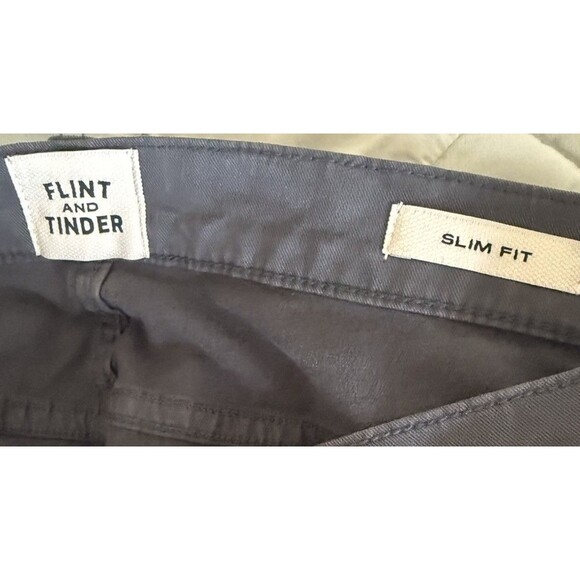 FLINT
AND
TINDER
SLIM FIT